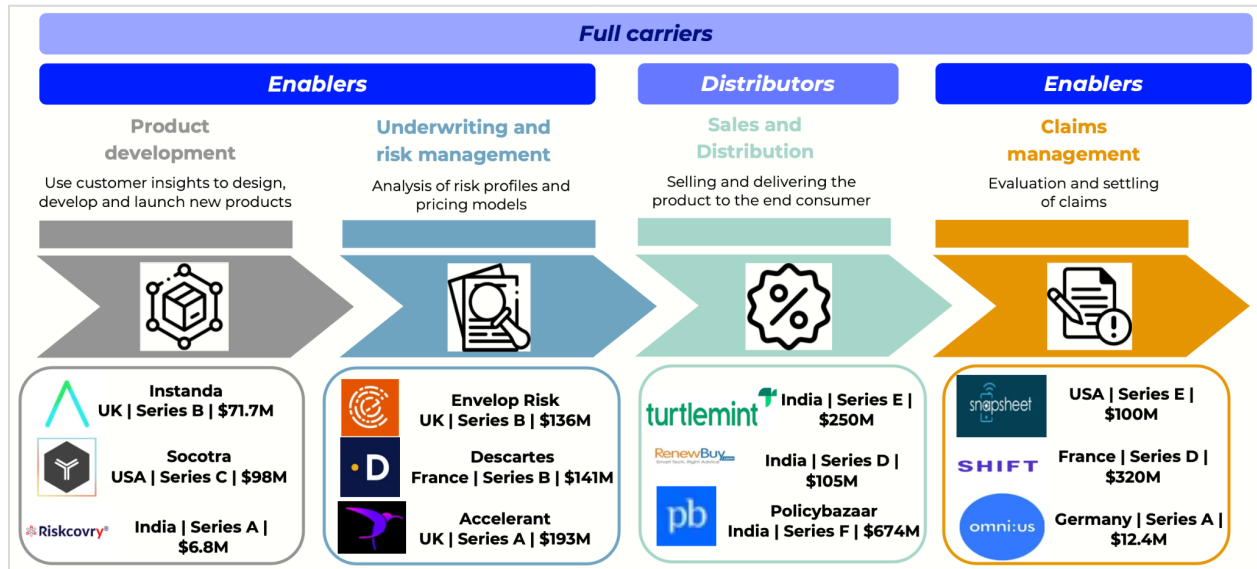 Full carriers
Enablers
Distributors
Enablers
Product
development
Use customer insights to design,
develop and launch new products
Underwriting and
risk management
Analysis of risk profiles and
pricing models
Sales and
Distribution
Selling and delivering the
product to the end consumer
Claims
management
Evaluation and settling
of claims
Instanda
UK | Series B | $71.7M
Socotra
USA | Series C | $98M
Riskcovry®
India | Series A |
$6.8M
Envelop Risk
UK | Series B | $136M
D
Descartes
France | Series B | $141M
Accelerant
UK | Series A | $193M
turtlemint
India | Series E |
$250M
RenewBuy.com
Smart Tech, Right Advice
India | Series D |
$105M
pb
Policybazaar
India | Series F | $674M
snapsheet
USA | Series E |
$100M
SHIFT
France | Series D |
$320M
omni:us
Germany | Series A |
$12.4M